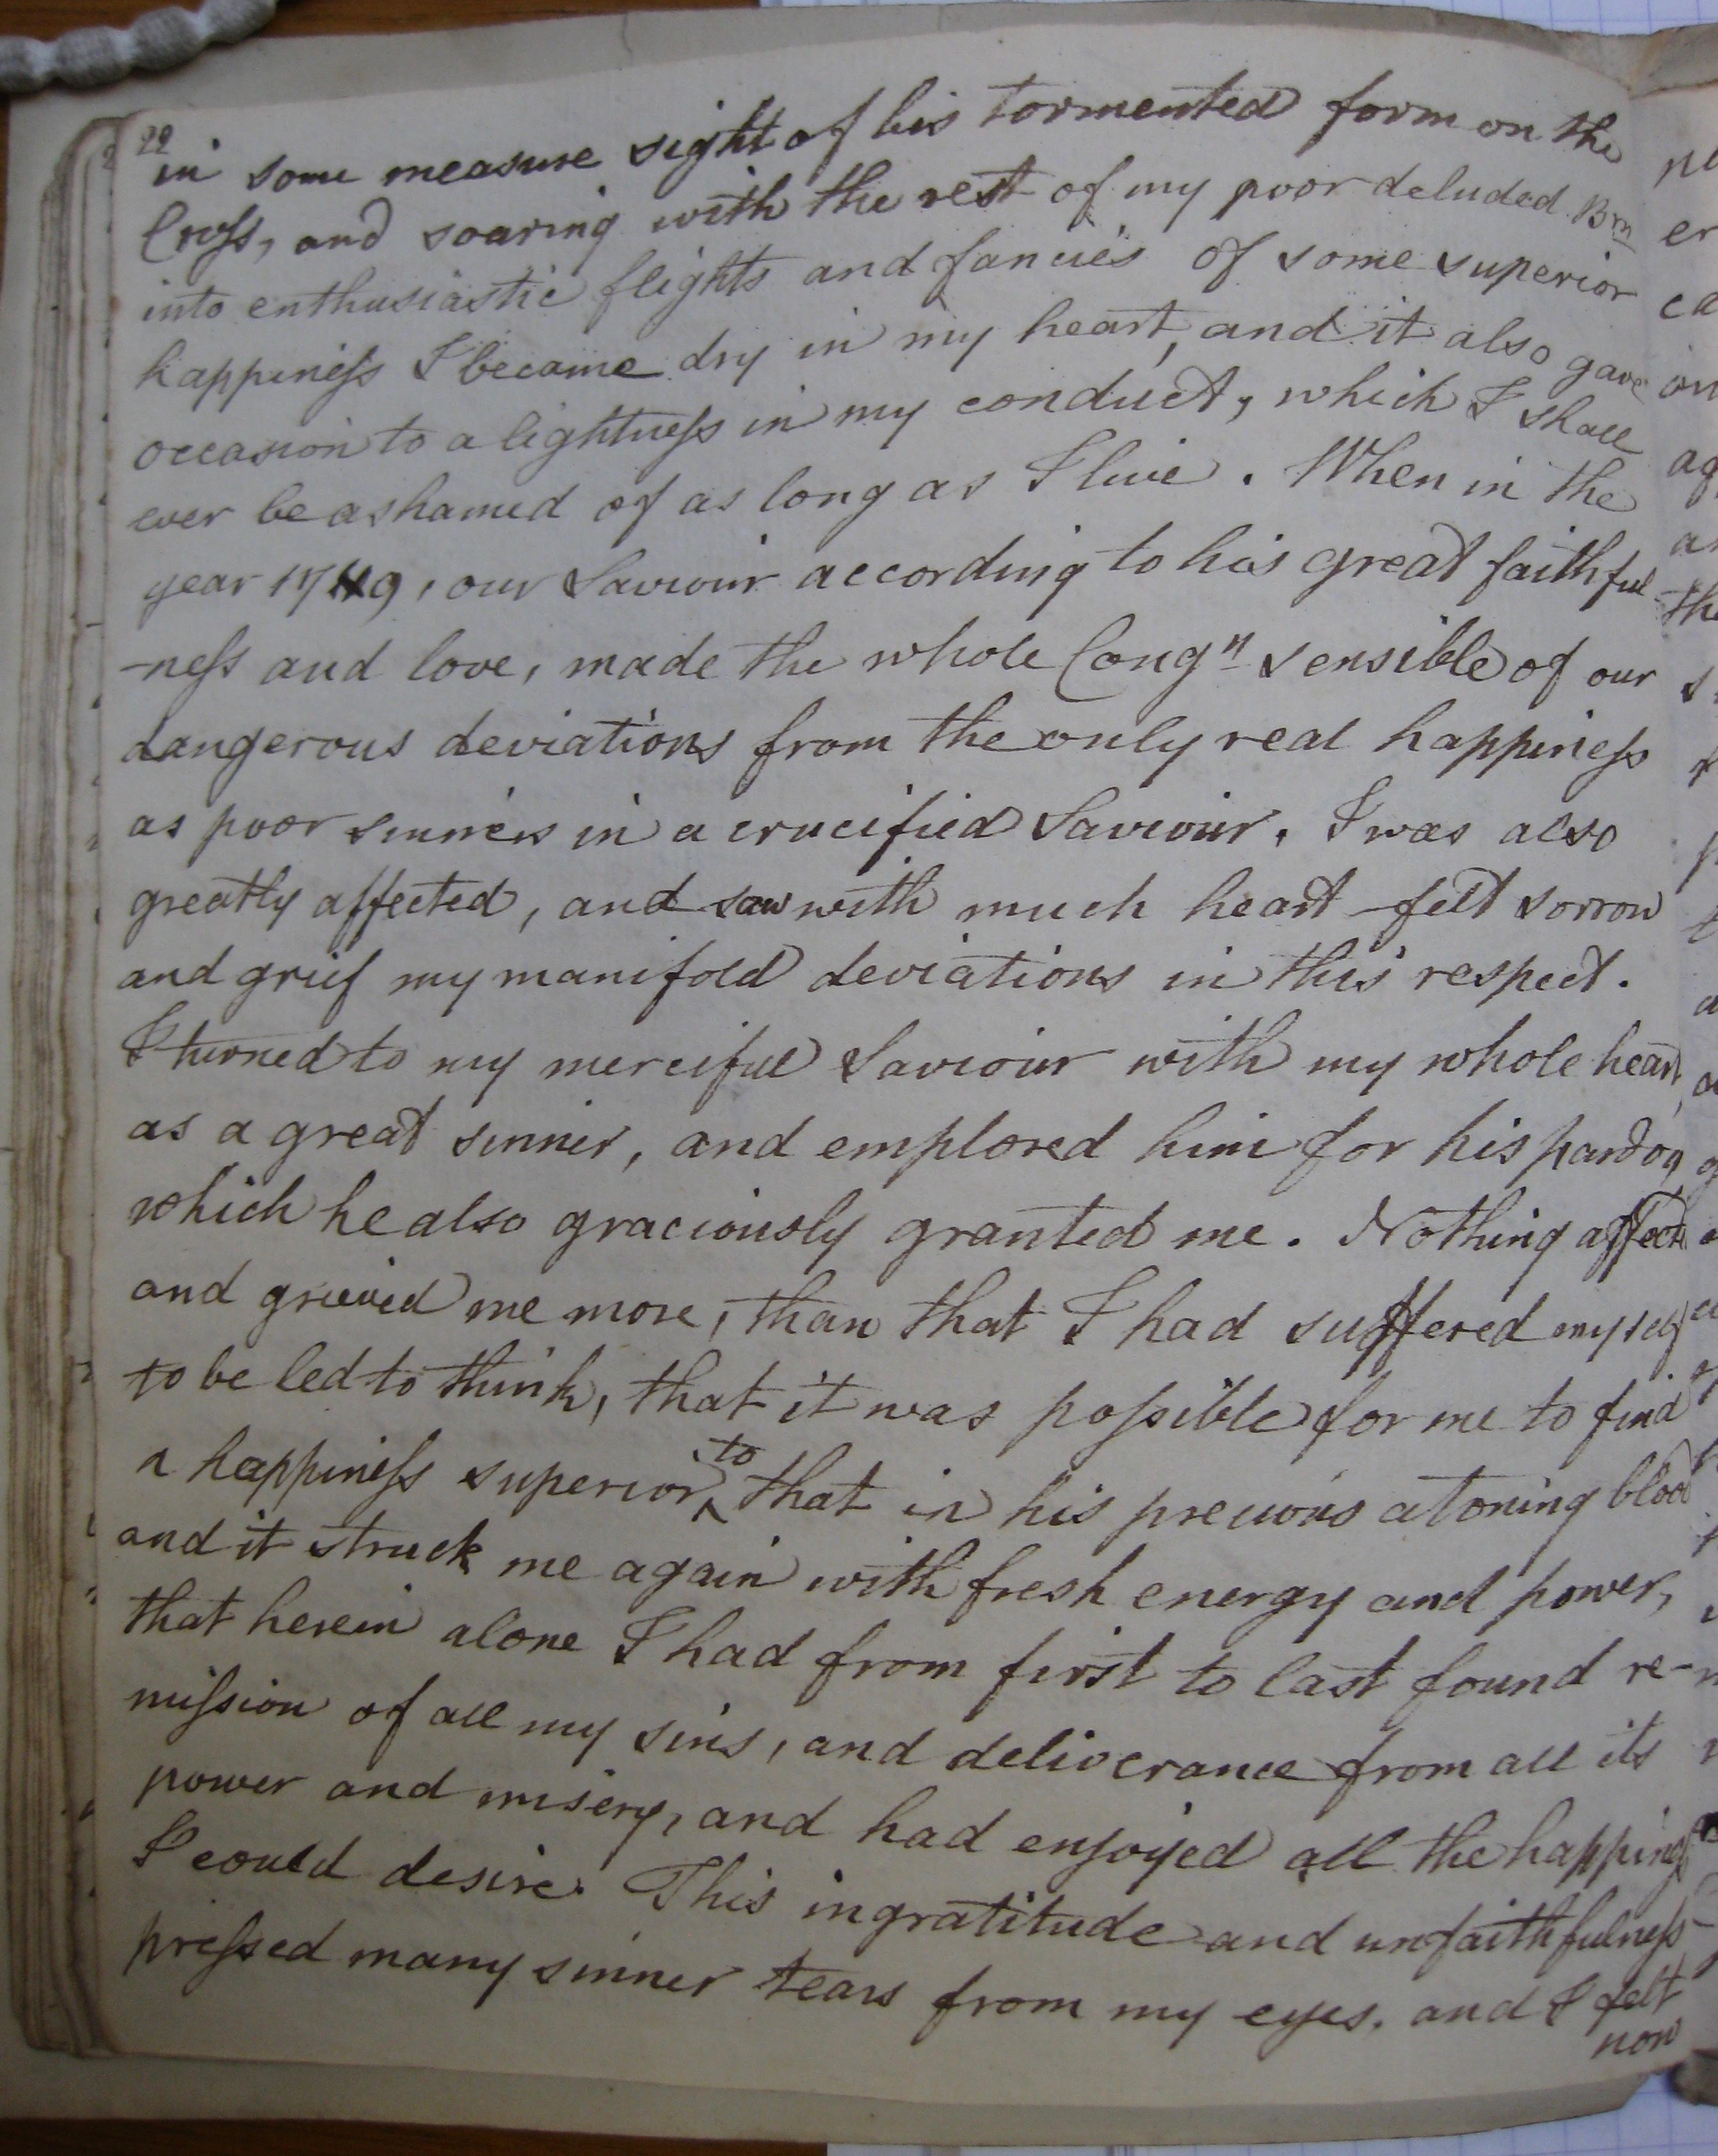 22
in some measure sight of his tormented form on the
Cross, and soaring with the rest of my poor deluded Brn
into enthusiastic flights and fancies of some superior
happiness I became dry in my heart, and it also gave
occasion to a lightness in my conduct, which I shall
ever be ashamed of as long as I live. When in the
year 1749, our Saviour according to his great faithful
-ness and love, made the whole Congn sensible of our
dangerous deviations from the only real happiness
as poor sinners in a crucified Saviour, I was also
greatly affected, and saw with much heart-felt sorrow
and grief my manifold deviations in this respect.
I turned to my merciful Saviour with my whole heart,
as a great sinner, and emplored him for his pardon,
which he also graciously granted me. Nothing affected
and grieved me more, than that I had suffered myself
to be led to think, that it was possible for me to find
a happiness superior to that in his precious atoning blood
and it struck me again with fresh energy and power,
that herein alone I had from first to last found re-
mission of all my sins, and deliverance from all its
power and misery, and had enjoyed all the happiness
I could desire. This ingratitude and unfaithfulness
pressed many sinner tears from my eyes, and I felt
now